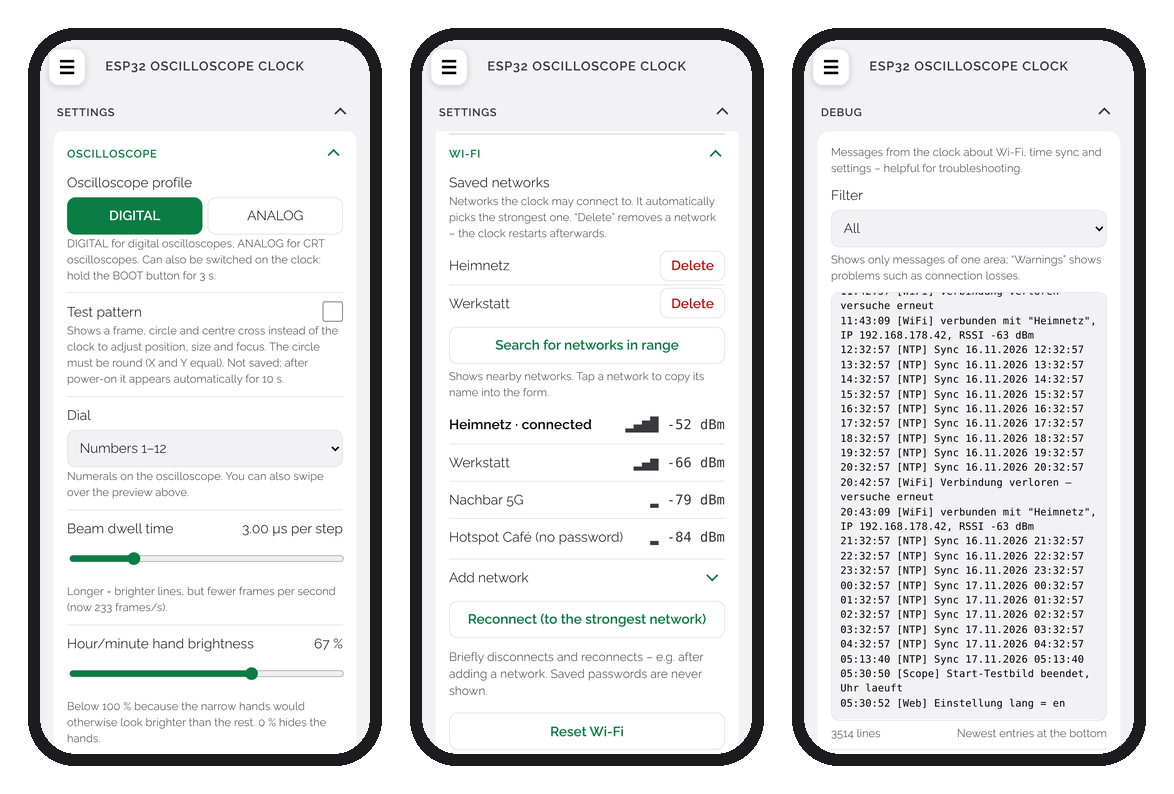 ESP32 OSCILLOSCOPE CLOCK
SETTINGS
OSCILLOSCOPE
Oscilloscope profile
DIGITAL
ANALOG
DIGITAL for digital oscilloscopes, ANALOG for CRT
oscilloscopes. Can also be switched on the clock:
hold the BOOT button for 3 s.
Test pattern
Shows a frame, circle and centre cross instead of the
clock to adjust position, size and focus. The circle
must be round (X and Y equal). Not saved; after
power-on it appears automatically for 10 s.
Dial
Numbers 1–12
Numerals on the oscilloscope. You can also swipe
over the preview above.
Beam dwell time 3.00 µs per step
Longer = brighter lines, but fewer frames per second
(now 233 frames/s).
Hour/minute hand brightness 67 %
Below 100 % because the narrow hands would
otherwise look brighter than the rest. 0 % hides the
hands.
ESP32 OSCILLOSCOPE CLOCK
SETTINGS
WI-FI
Saved networks
Networks the clock may connect to. It automatically
picks the strongest one. “Delete” removes a network
– the clock restarts afterwards.
Heimnetz Delete
Werkstatt Delete
Search for networks in range
Shows nearby networks. Tap a network to copy its
name into the form.
Heimnetz · connected -52 dBm
Werkstatt -66 dBm
Nachbar 5G -79 dBm
Hotspot Café (no password) -84 dBm
Add network
Reconnect (to the strongest network)
Briefly disconnects and reconnects – e.g. after
adding a network. Saved passwords are never
shown.
Reset Wi-Fi
ESP32 OSCILLOSCOPE CLOCK
DEBUG
Messages from the clock about Wi-Fi, time sync and
settings – helpful for troubleshooting.
Filter
All
Shows only messages of one area; “Warnings” shows
problems such as connection losses.
11:42:57 [WiFi] Verbindung verloren –
versuche erneut
11:43:09 [WiFi] verbunden mit "Heimnetz",
IP 192.168.178.42, RSSI -63 dBm
12:32:57 [NTP] Sync 16.11.2026 12:32:57
13:32:57 [NTP] Sync 16.11.2026 13:32:57
14:32:57 [NTP] Sync 16.11.2026 14:32:57
15:32:57 [NTP] Sync 16.11.2026 15:32:57
16:32:57 [NTP] Sync 16.11.2026 16:32:57
17:32:57 [NTP] Sync 16.11.2026 17:32:57
18:32:57 [NTP] Sync 16.11.2026 18:32:57
19:32:57 [NTP] Sync 16.11.2026 19:32:57
20:32:57 [NTP] Sync 16.11.2026 20:32:57
20:42:57 [WiFi] Verbindung verloren –
versuche erneut
20:43:09 [WiFi] verbunden mit "Heimnetz",
IP 192.168.178.42, RSSI -63 dBm
21:32:57 [NTP] Sync 16.11.2026 21:32:57
22:32:57 [NTP] Sync 16.11.2026 22:32:57
23:32:57 [NTP] Sync 16.11.2026 23:32:57
00:32:57 [NTP] Sync 17.11.2026 00:32:57
01:32:57 [NTP] Sync 17.11.2026 01:32:57
02:32:57 [NTP] Sync 17.11.2026 02:32:57
03:32:57 [NTP] Sync 17.11.2026 03:32:57
04:32:57 [NTP] Sync 17.11.2026 04:32:57
05:13:40 [NTP] Sync 17.11.2026 05:13:40
05:30:50 [Scope] Start-Testbild beendet,
Uhr laeuft
05:30:52 [Web] Einstellung lang = en
3514 lines Newest entries at the bottom